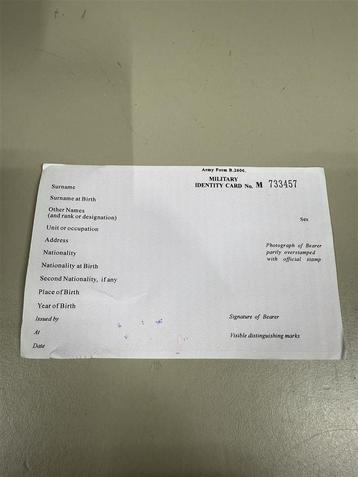 Army Form B.2606.
MILITARY
IDENTITY CARD No. M 733457
Surname
Surname at Birth
Other Names
(and rank or designation)
Sex
Unit or occupation
Address
Photograph of Bearer
partly overstamped
with official stamp
Nationality
Nationality at Birth
Second Nationality, if any
Place of Birth
Year of Birth
Issued by
Signature of Bearer
At
Visible distinguishing marks
Date